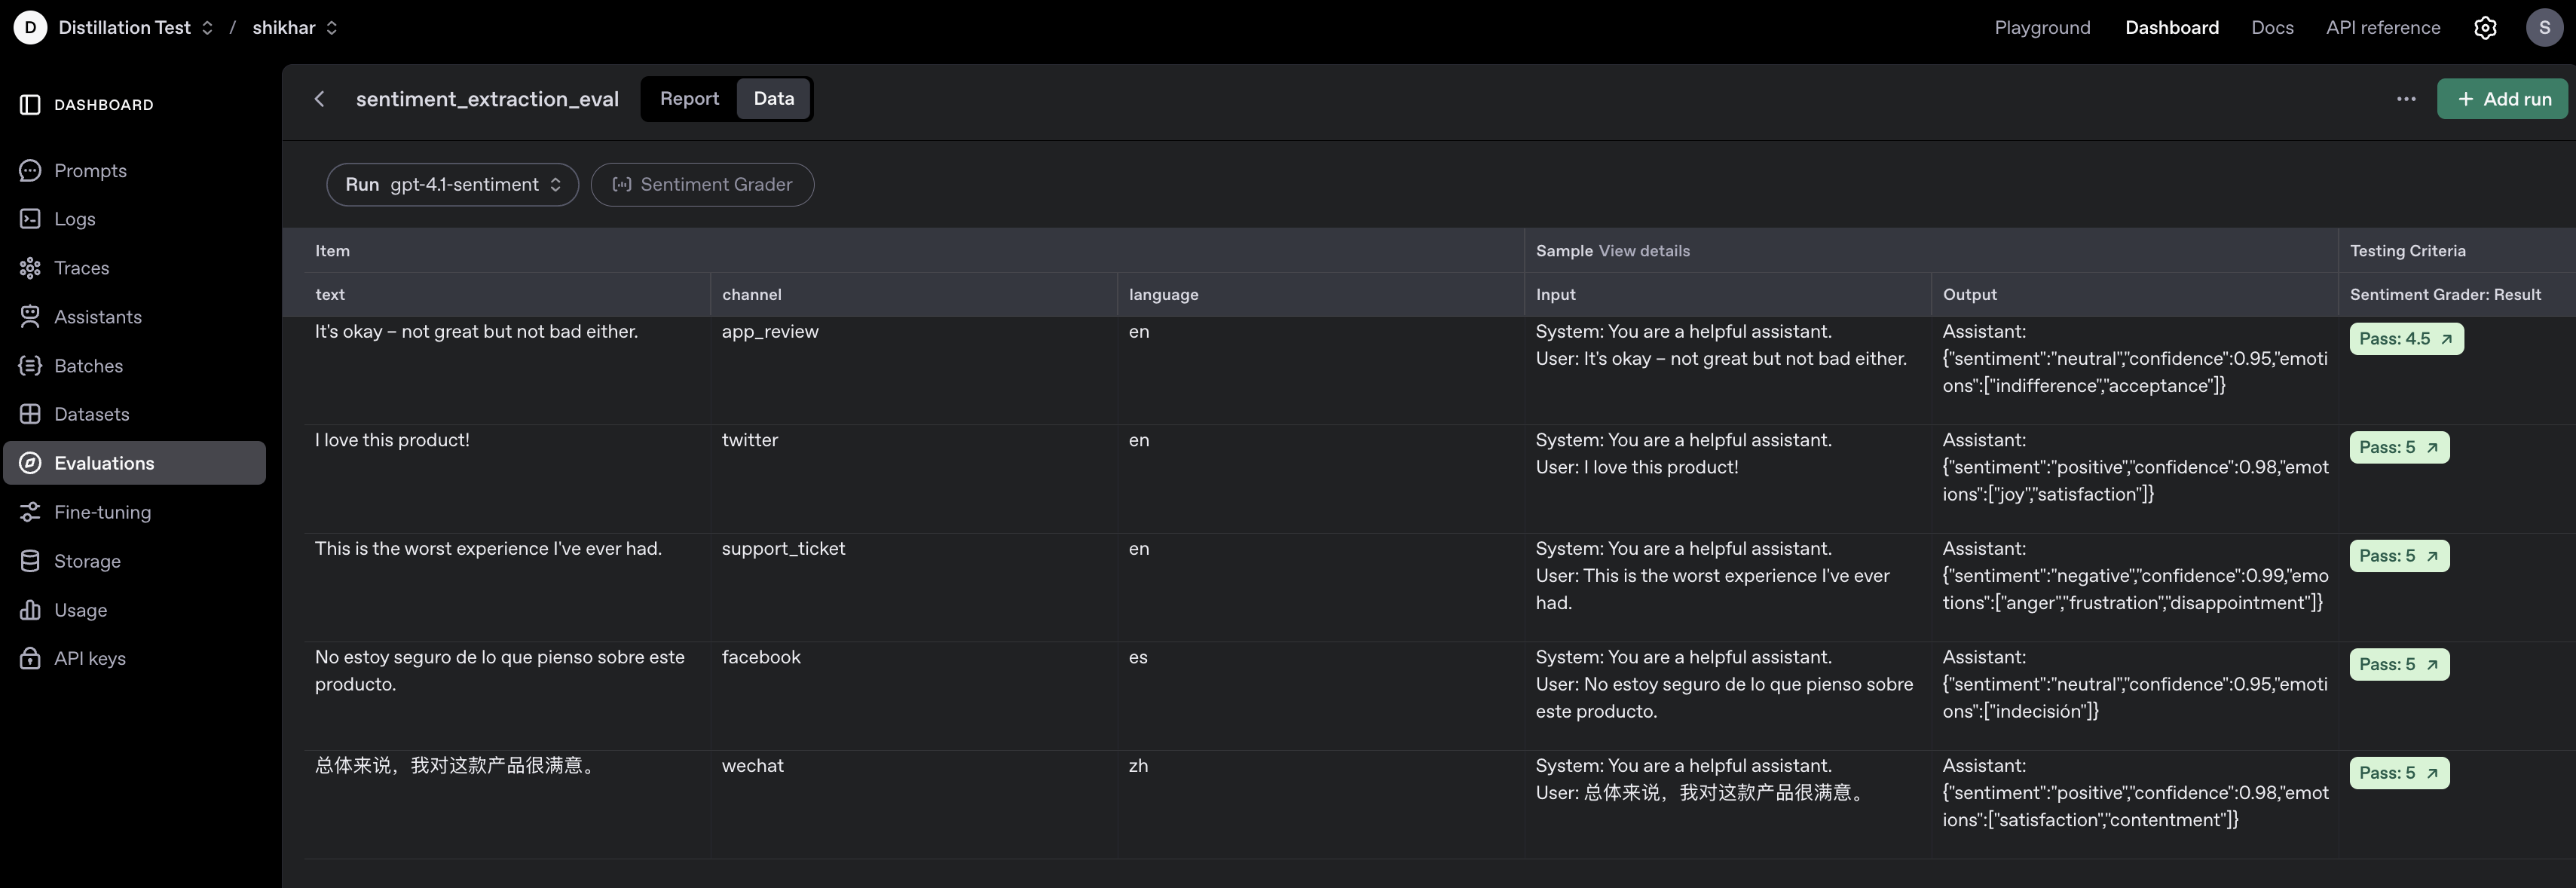 D Distillation Test / shikhar
Playground Dashboard Docs API reference S
DASHBOARD
Prompts
Logs
Traces
Assistants
Batches
Datasets
Evaluations
Fine-tuning
Storage
Usage
API keys
sentiment_extraction_eval Report Data ··· + Add run
Run gpt-4.1-sentiment Sentiment Grader
Item Sample View details Testing Criteria
text channel language Input Output Sentiment Grader: Result
It's okay – not great but not bad either.
app_review
en
System: You are a helpful assistant.
User: It's okay – not great but not bad either.
Assistant:
{"sentiment":"neutral","confidence":0.95,"emoti
ons":["indifference","acceptance"]}
Pass: 4.5
I love this product!
twitter
en
System: You are a helpful assistant.
User: I love this product!
Assistant:
{"sentiment":"positive","confidence":0.98,"emot
ions":["joy","satisfaction"]}
Pass: 5
This is the worst experience I've ever had.
support_ticket
en
System: You are a helpful assistant.
User: This is the worst experience I've ever
had.
Assistant:
{"sentiment":"negative","confidence":0.99,"emo
tions":["anger","frustration","disappointment"]}
Pass: 5
No estoy seguro de lo que pienso sobre este
producto.
facebook
es
System: You are a helpful assistant.
User: No estoy seguro de lo que pienso sobre
este producto.
Assistant:
{"sentiment":"neutral","confidence":0.95,"emoti
ons":["indecisión"]}
Pass: 5
总体来说，我对这款产品很满意。
wechat
zh
System: You are a helpful assistant.
User: 总体来说，我对这款产品很满意。
Assistant:
{"sentiment":"positive","confidence":0.98,"emot
ions":["satisfaction","contentment"]}
Pass: 5